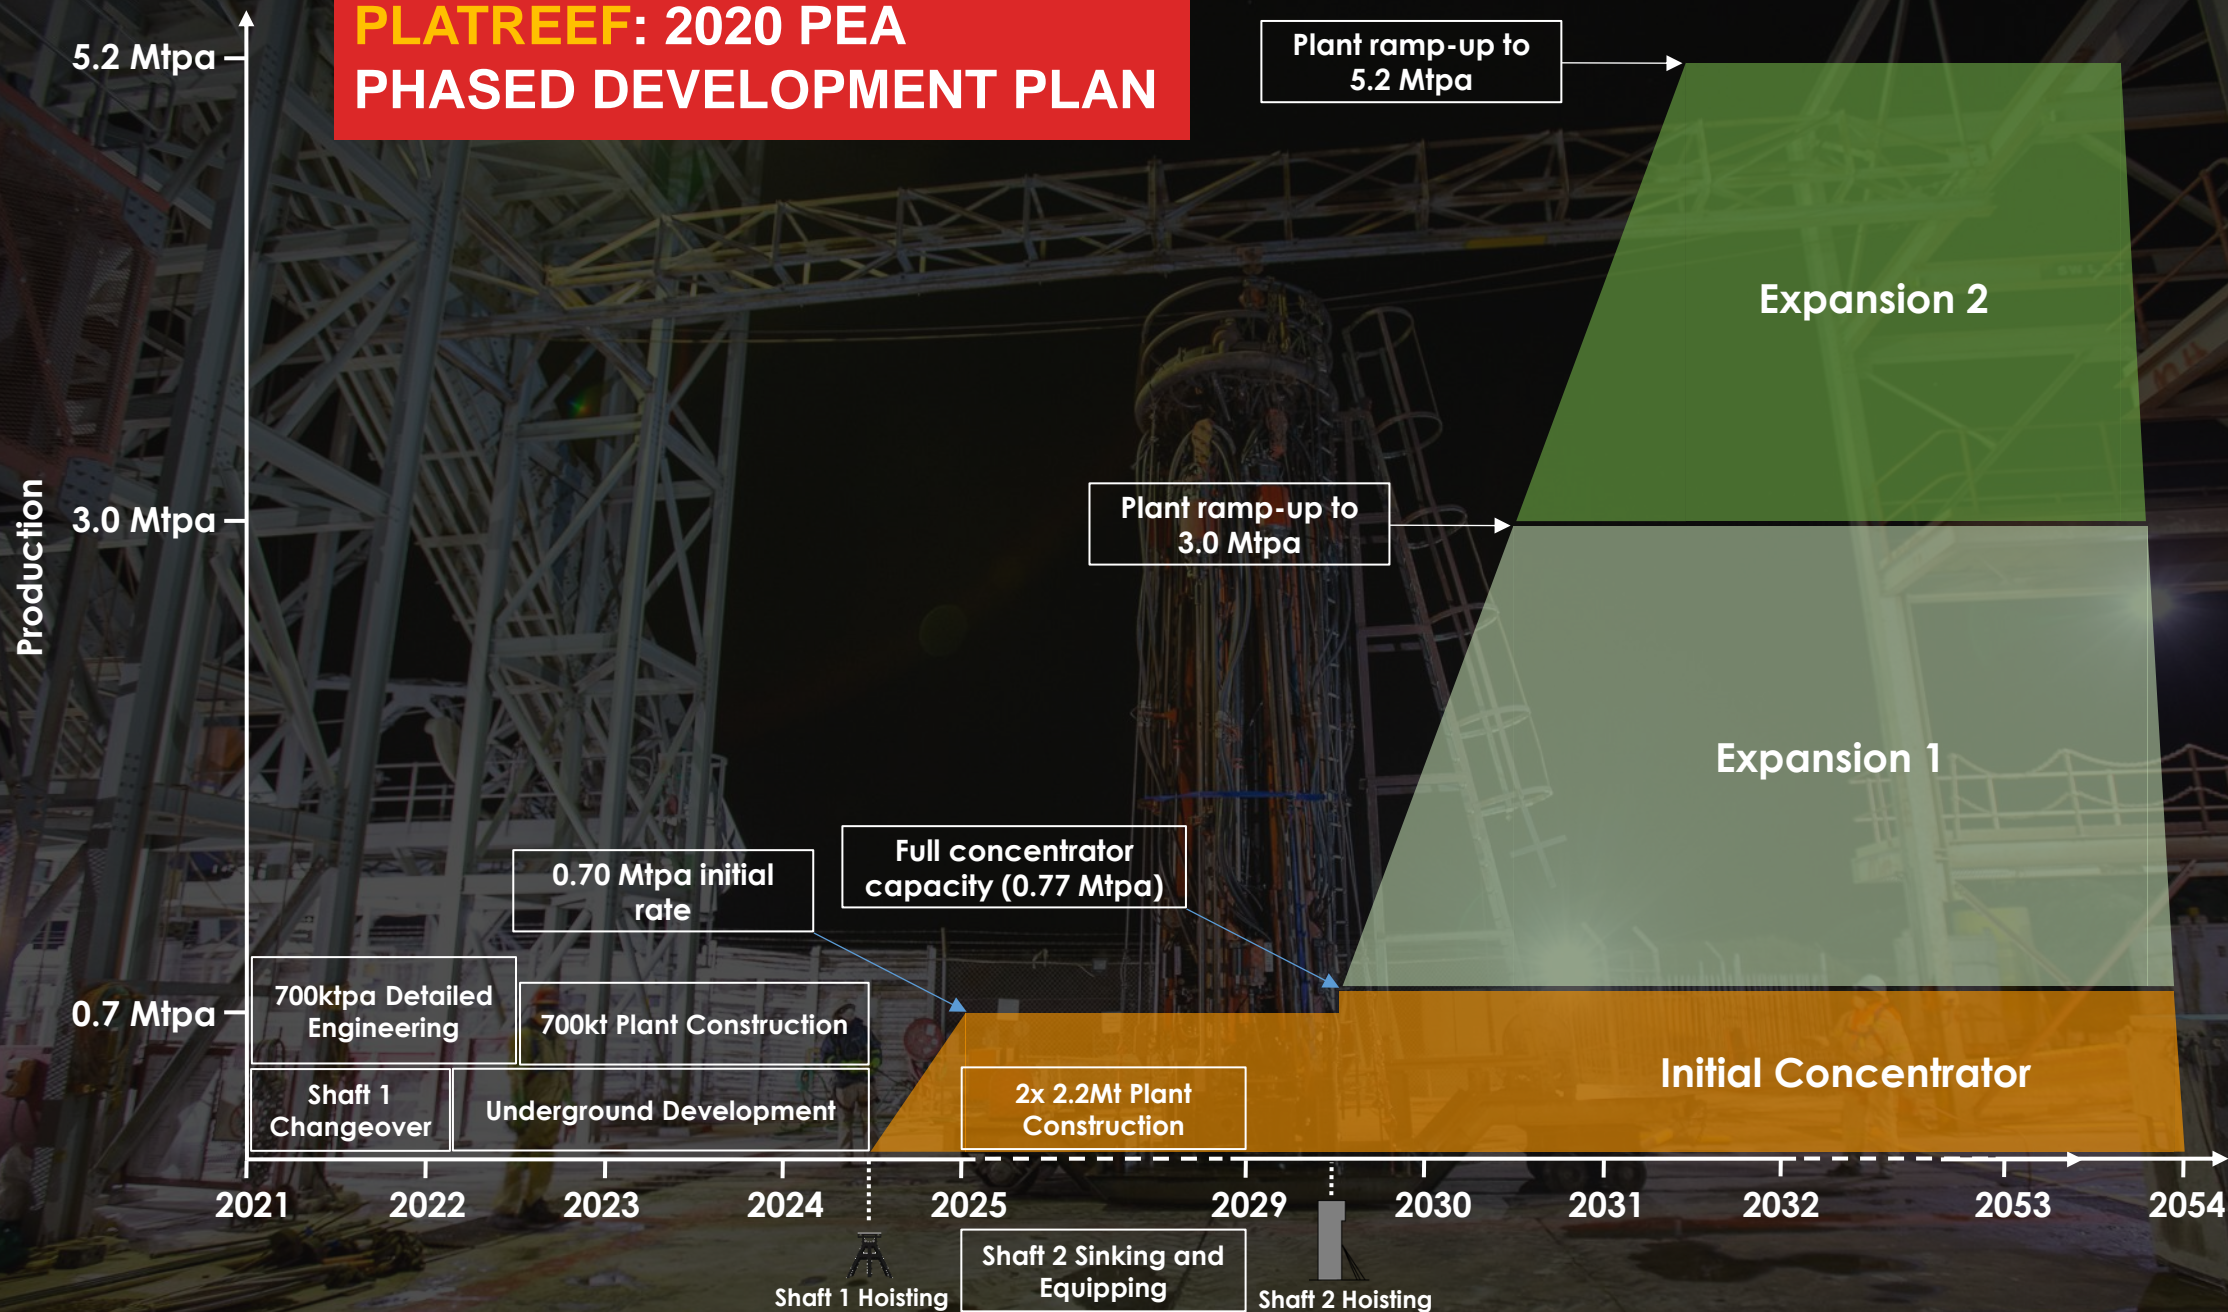 PLATREEF: 2020 PEA
PHASED DEVELOPMENT PLAN
5.2 Mtpa
3.0 Mtpa
0.7 Mtpa
Production
Plant ramp-up to
5.2 Mtpa
Expansion 2
Plant ramp-up to
3.0 Mtpa
Expansion 1
Full concentrator
capacity (0.77 Mtpa)
0.70 Mtpa initial
rate
700ktpa Detailed
Engineering
700kt Plant Construction
Shaft 1
Changeover
Underground Development
2x 2.2Mt Plant
Construction
Initial Concentrator
2021 2022 2023 2024 2025 2029 2030 2031 2032 2053 2054
Shaft 1 Hoisting
Shaft 2 Sinking and
Equipping
Shaft 2 Hoisting